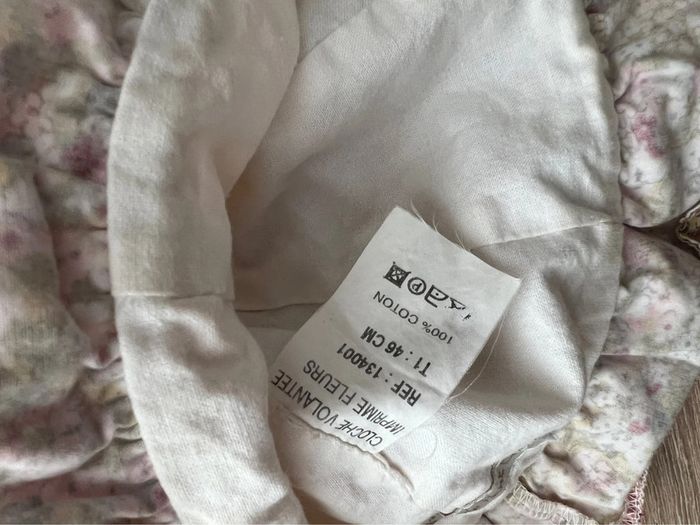 CLOCHE VOLANTEE
IMPRIME FLEURS
REF : 134001
T1 : 46 CM
100% COTON